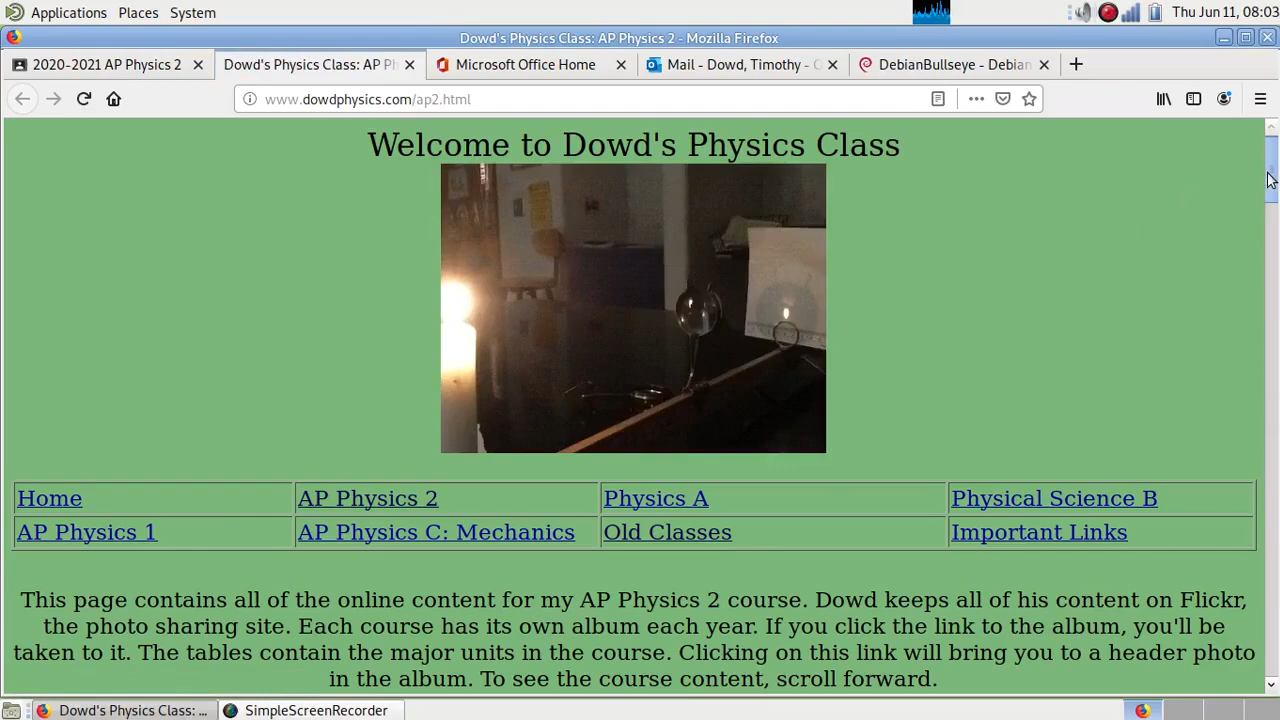 Applications Places System Thu Jun 11, 08:03
Dowd's Physics Class: AP Physics 2 - Mozilla Firefox
2020-2021 AP Physics 2 Dowd's Physics Class: AP Ph Microsoft Office Home Mail - Dowd, Timothy - O DebianBullseye - Debian
www.dowdphysics.com/ap2.html
Welcome to Dowd's Physics Class
Home AP Physics 2 Physics A Physical Science B
AP Physics 1 AP Physics C: Mechanics Old Classes Important Links
This page contains all of the online content for my AP Physics 2 course. Dowd keeps all of his content on Flickr,
the photo sharing site. Each course has its own album each year. If you click the link to the album, you'll be
taken to it. The tables contain the major units in the course. Clicking on this link will bring you to a header photo
in the album. To see the course content, scroll forward.
Dowd's Physics Class: ... SimpleScreenRecorder